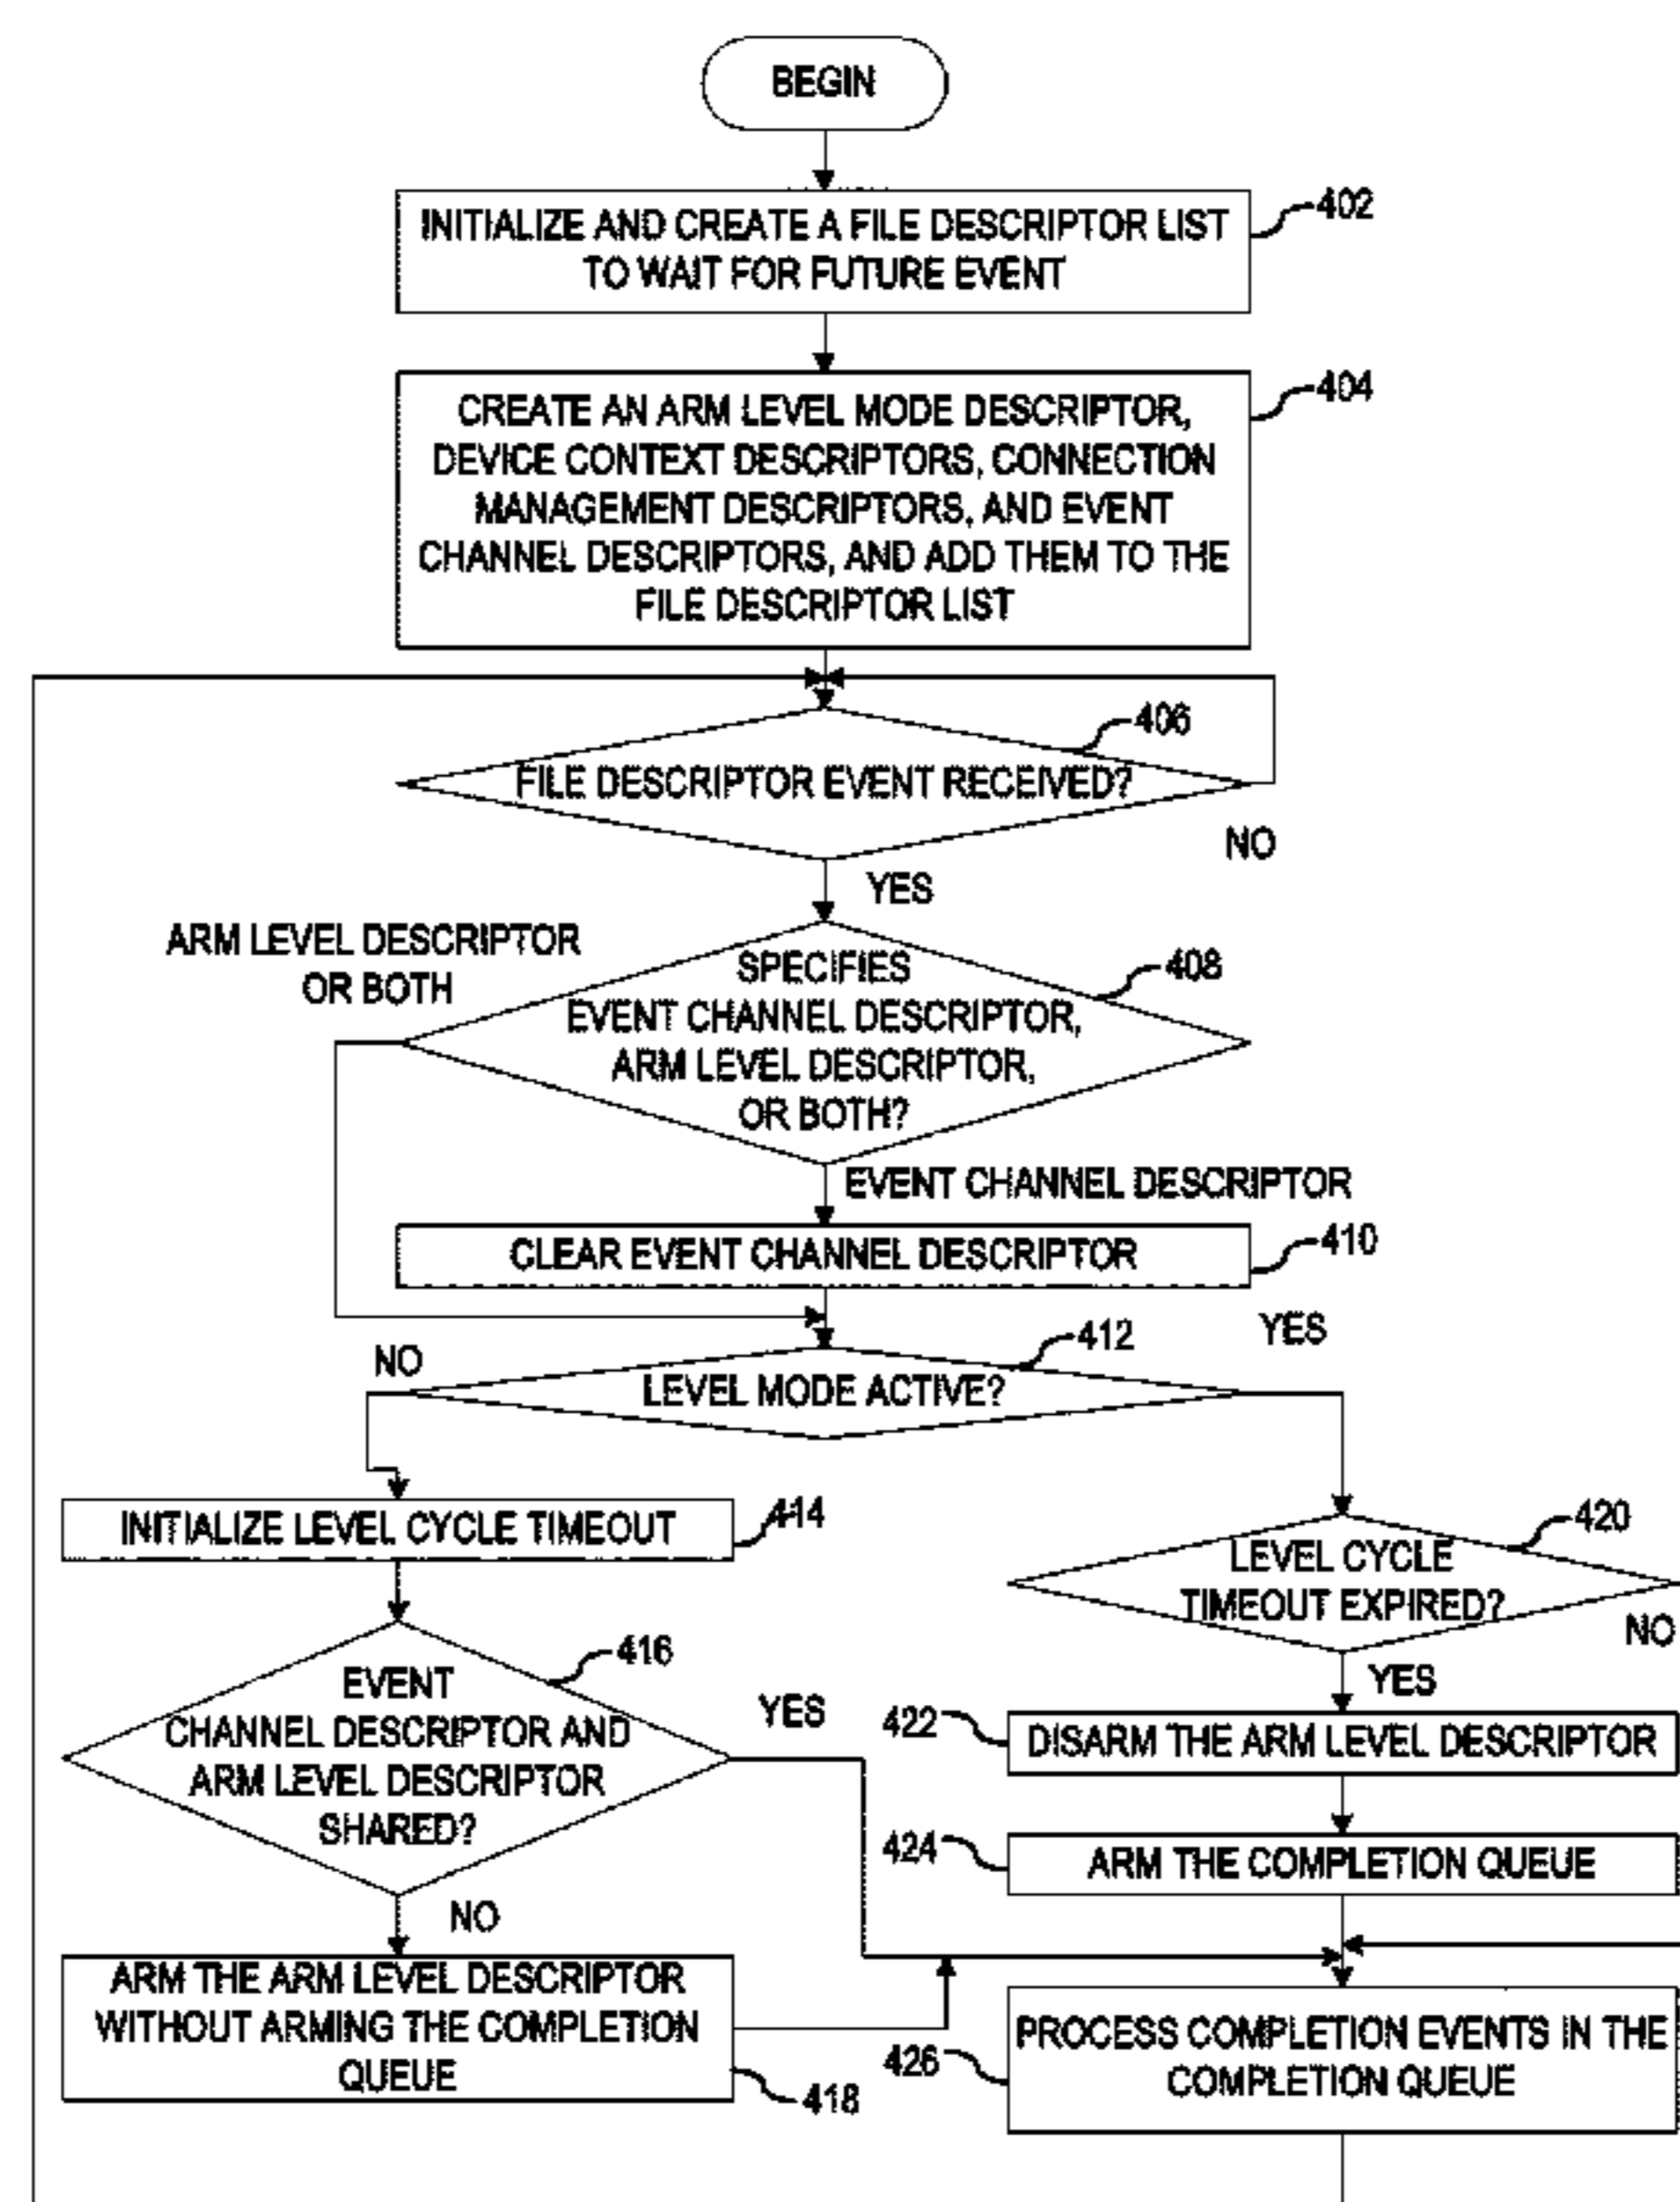 BEGIN
402
INITIALIZE AND CREATE A FILE DESCRIPTOR LIST
TO WAIT FOR FUTURE EVENT
404
CREATE AN ARM LEVEL MODE DESCRIPTOR,
DEVICE CONTEXT DESCRIPTORS, CONNECTION
MANAGEMENT DESCRIPTORS, AND EVENT
CHANNEL DESCRIPTORS, AND ADD THEM TO THE
FILE DESCRIPTOR LIST
406
FILE DESCRIPTOR EVENT RECEIVED?
NO
YES
ARM LEVEL DESCRIPTOR
OR BOTH
408
SPECIFIES
EVENT CHANNEL DESCRIPTOR,
ARM LEVEL DESCRIPTOR,
OR BOTH?
EVENT CHANNEL DESCRIPTOR
CLEAR EVENT CHANNEL DESCRIPTOR
410
YES
412
NO
LEVEL MODE ACTIVE?
INITIALIZE LEVEL CYCLE TIMEOUT
414
420
LEVEL CYCLE
TIMEOUT EXPIRED?
NO
YES
416
EVENT
CHANNEL DESCRIPTOR AND
ARM LEVEL DESCRIPTOR
SHARED?
YES
NO
422
DISARM THE ARM LEVEL DESCRIPTOR
424
ARM THE COMPLETION QUEUE
ARM THE ARM LEVEL DESCRIPTOR
WITHOUT ARMING THE COMPLETION
QUEUE
418
426
PROCESS COMPLETION EVENTS IN THE
COMPLETION QUEUE